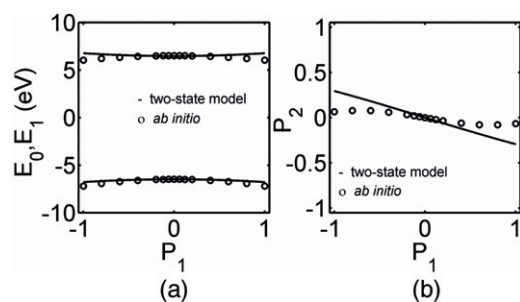 10
5
0
-5
-10
E0,E1 (eV)
- two-state model
o ab initio
-1
0
1
P1
(a)
1
0.5
0
-0.5
-1
P2
- two-state model
o ab initio
-1
0
1
P1
(b)